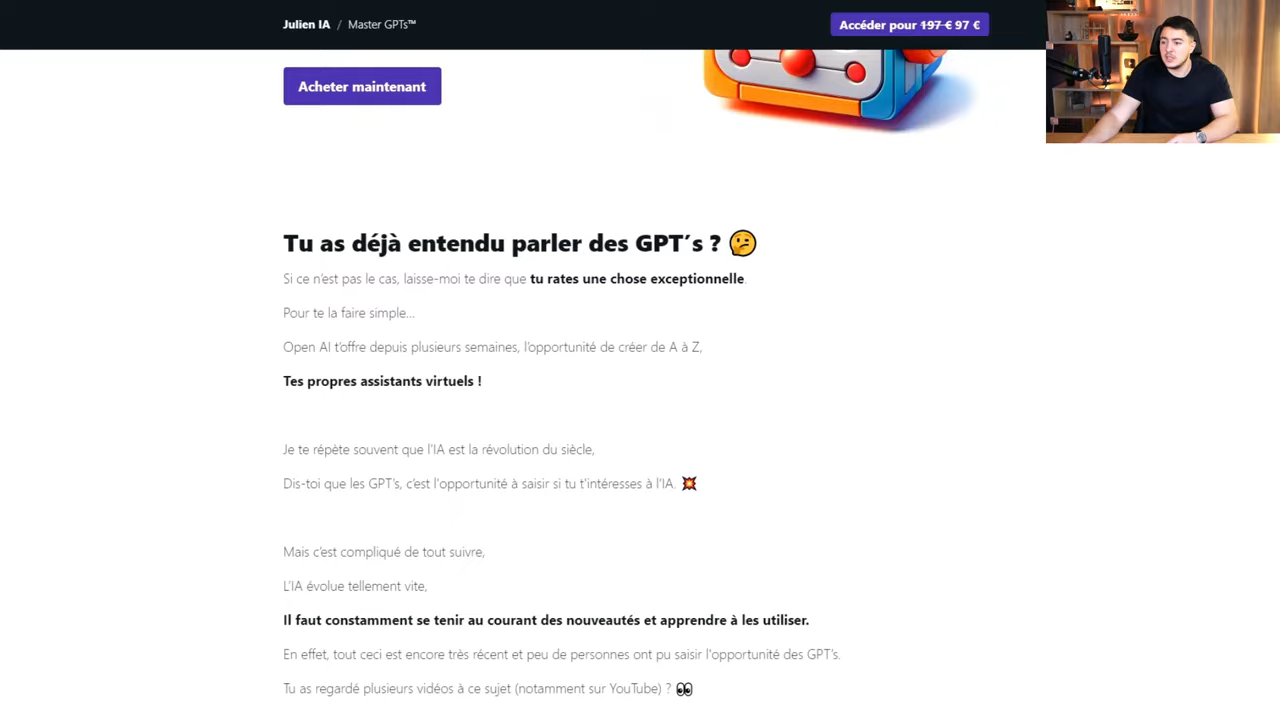 Julien IA / Master GPTs™
Accéder pour 197 € 97 €
Acheter maintenant
Tu as déjà entendu parler des GPT´s ? 🤔
Si ce n’est pas le cas, laisse-moi te dire que tu rates une chose exceptionnelle.
Pour te la faire simple…
Open AI t’offre depuis plusieurs semaines, l’opportunité de créer de A à Z,
Tes propres assistants virtuels !
Je te répète souvent que l’IA est la révolution du siècle,
Dis-toi que les GPT’s, c’est l’opportunité à saisir si tu t’intéresses à l’IA. 💥
Mais c’est compliqué de tout suivre,
L’IA évolue tellement vite,
Il faut constamment se tenir au courant des nouveautés et apprendre à les utiliser.
En effet, tout ceci est encore très récent et peu de personnes ont pu saisir l’opportunité des GPT’s.
Tu as regardé plusieurs vidéos à ce sujet (notamment sur YouTube) ? 👀